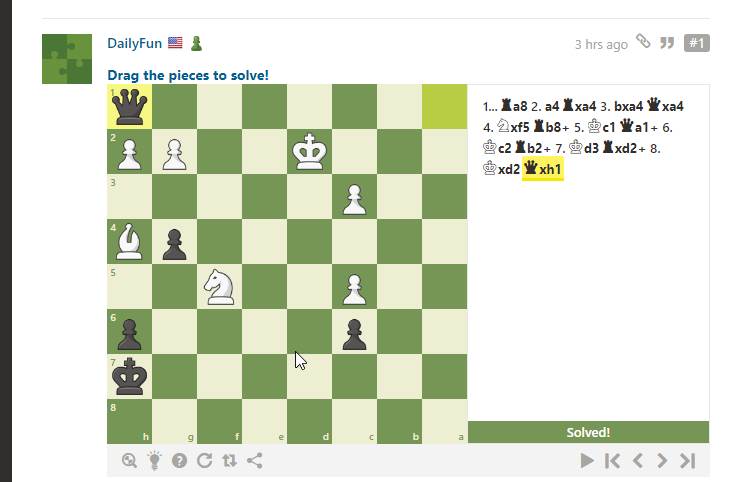 DailyFun
3 hrs ago
#1
Drag the pieces to solve!
1... ♜a8 2. a4 ♜xa4 3. bxa4 ♛xa4
4. ♘xf5 ♜b8+ 5. ♔c1 ♛a1+ 6.
♔c2 ♜b2+ 7. ♔d3 ♜xd2+ 8.
♔xd2 ♛xh1
1
2
3
4
5
6
7
8
h g f e d c b a
Solved!